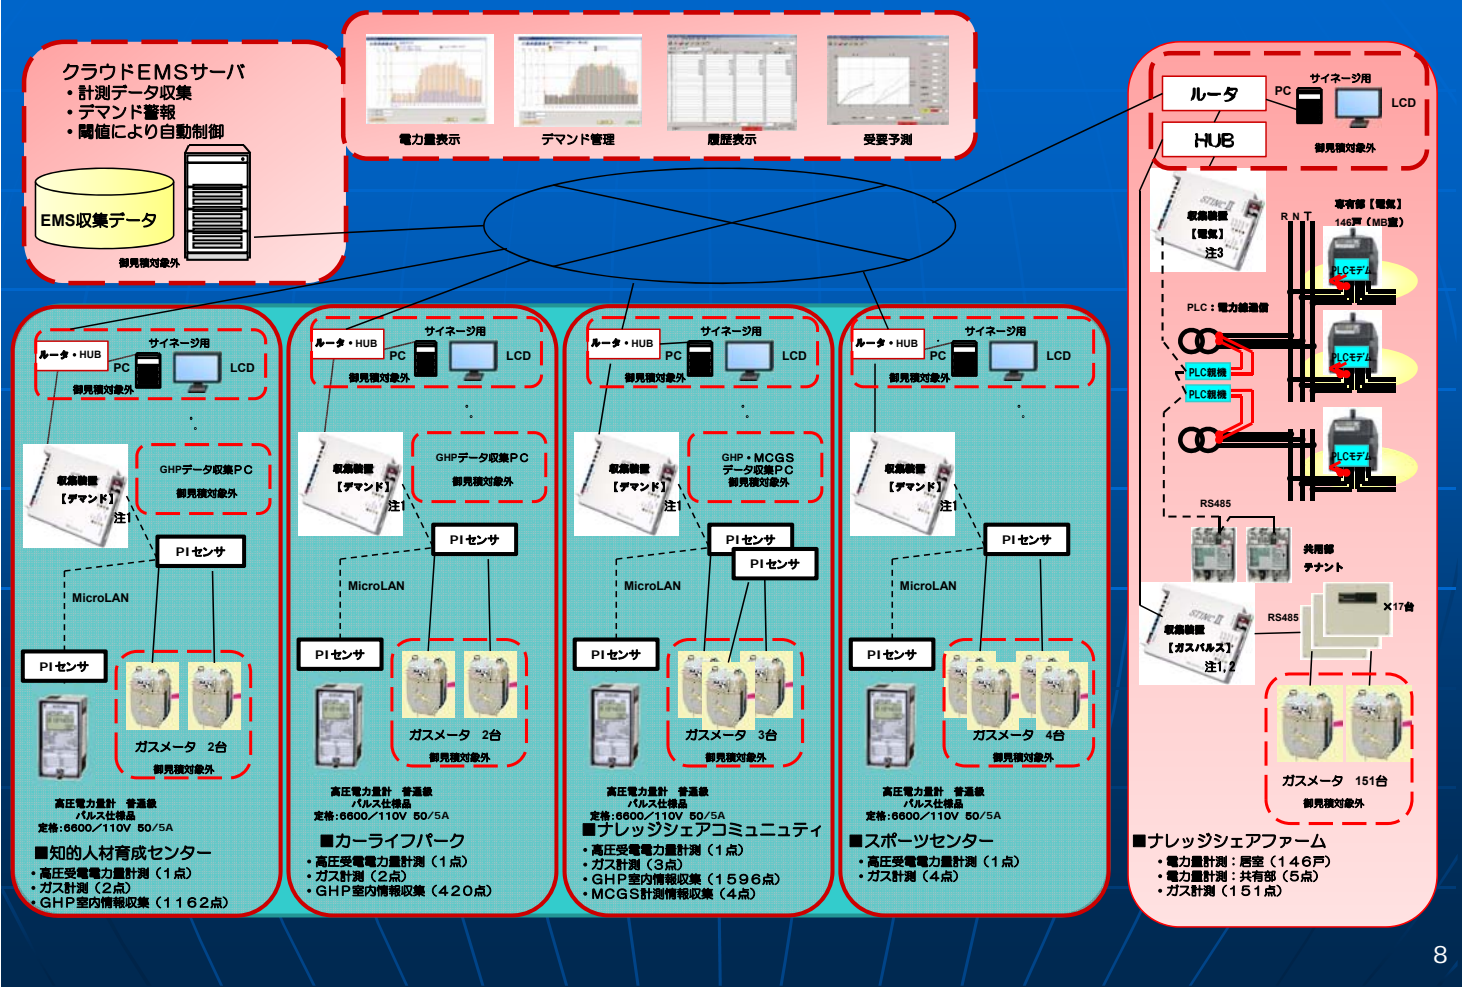 クラウドEMSサーバ
・計測データ収集
・デマンド警報
・閾値により自動制御
EMS収集データ
御見積対象外
電力量表示
デマンド管理
履歴表示
受要予測
ルータ
HUB
サイネージ用
PC
LCD
御見積対象外
収集装置
【電気】
注3
R N T
専有部【電気】
146戸(MB室)
PLCモデム
PLC:電力線通信
PLCモデム
PLC親機
PLC親機
PLCモデム
RS485
共用部
テナント
収集装置
【ガスパルス】
注1,2
RS485
×17台
ガスメータ 151台
御見積対象外
■ナレッジシェアファーム
・電力量計測:居室(146戸)
・電力量計測:共有部(5点)
・ガス計測(151点)
ルータ・HUB
サイネージ用
PC
LCD
御見積対象外
収集装置
【デマンド】
注1
GHPデータ収集PC
御見積対象外
PIセンサ
MicroLAN
PIセンサ
ガスメータ 2台
御見積対象外
高圧電力量計 普通級
パルス仕様品
定格:6600/110V 50/5A
■知的人材育成センター
・高圧受電電力量計測(1点)
・ガス計測(2点)
・GHP室内情報収集(1162点)
ルータ・HUB
サイネージ用
PC
LCD
御見積対象外
収集装置
【デマンド】
注1
GHPデータ収集PC
御見積対象外
PIセンサ
MicroLAN
PIセンサ
ガスメータ 2台
御見積対象外
高圧電力量計 普通級
パルス仕様品
定格:6600/110V 50/5A
■カーライフパーク
・高圧受電電力量計測(1点)
・ガス計測(2点)
・GHP室内情報収集(420点)
ルータ・HUB
サイネージ用
PC
LCD
御見積対象外
収集装置
【デマンド】
注1
GHP・MCGS
データ収集PC
御見積対象外
PIセンサ
PIセンサ
MicroLAN
PIセンサ
ガスメータ 3台
御見積対象外
高圧電力量計 普通級
パルス仕様品
定格:6600/110V 50/5A
■ナレッジシェアコミュニュティ
・高圧受電電力量計測(1点)
・ガス計測(3点)
・GHP室内情報収集(1596点)
・MCGS計測情報収集(4点)
ルータ・HUB
サイネージ用
PC
LCD
御見積対象外
収集装置
【デマンド】
注1
PIセンサ
MicroLAN
PIセンサ
ガスメータ 4台
御見積対象外
高圧電力量計 普通級
パルス仕様品
定格:6600/110V 50/5A
■スポーツセンター
・高圧受電電力量計測(1点)
・ガス計測(4点)
8